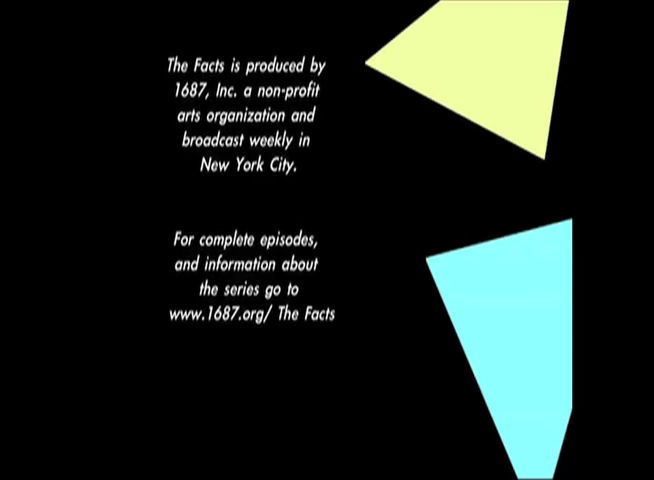 The Facts is produced by
1687, Inc. a non-profit
arts organization and
broadcast weekly in
New York City.
For complete episodes,
and information about
the series go to
www.1687.org/ The Facts